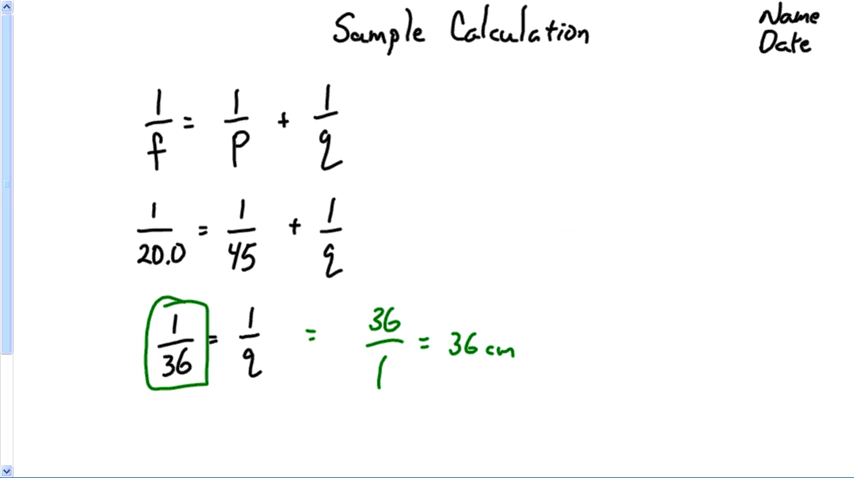 Sample Calculation
Name
Date
1/f = 1/p + 1/q
1/20.0 = 1/45 + 1/q
1/36 = 1/q = 36/1 = 36 cm